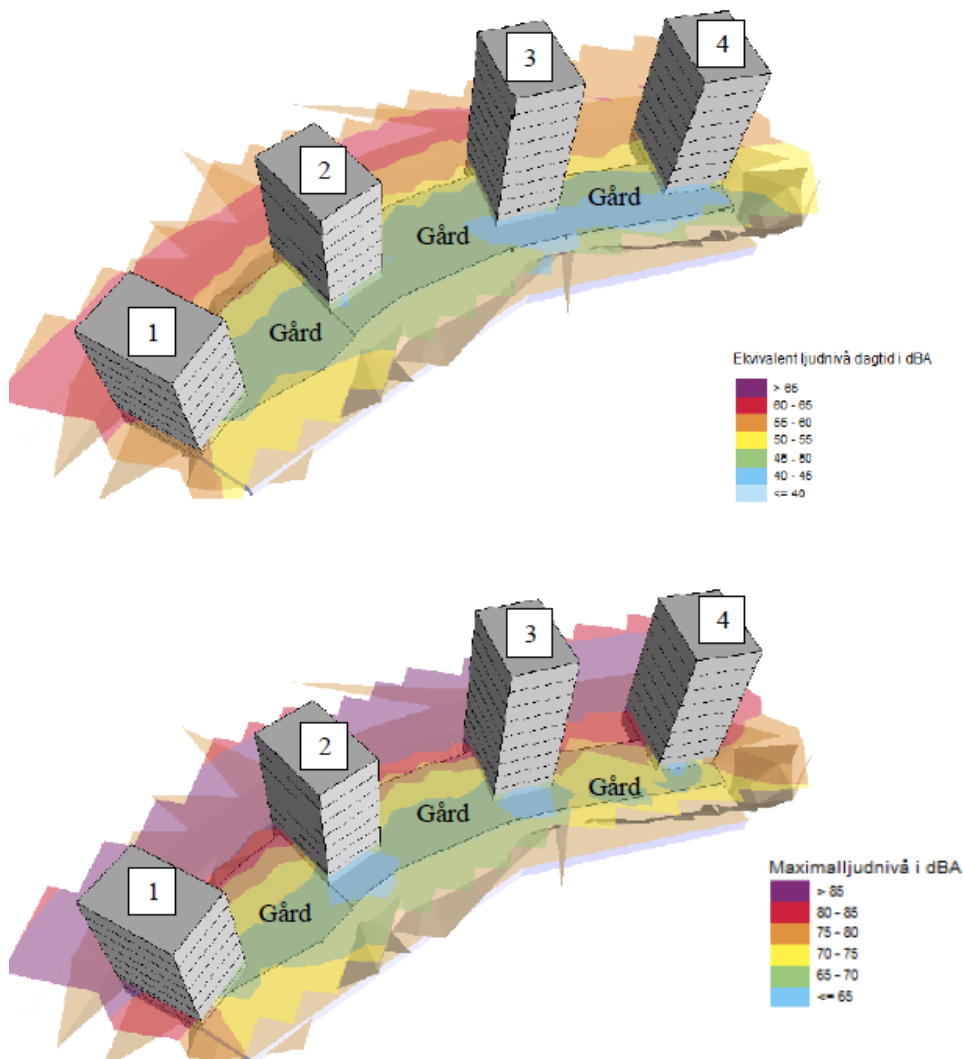 4
3
2
Gård
Gård
1
Gård
Ekvivalent ljudnivå dagtid i dBA
> 65
60 - 65
55 - 60
50 - 55
45 - 50
40 - 45
<= 40
4
3
2
Gård
Gård
1
Gård
Maximalljudnivå i dBA
> 85
80 - 85
75 - 80
70 - 75
65 - 70
<= 65